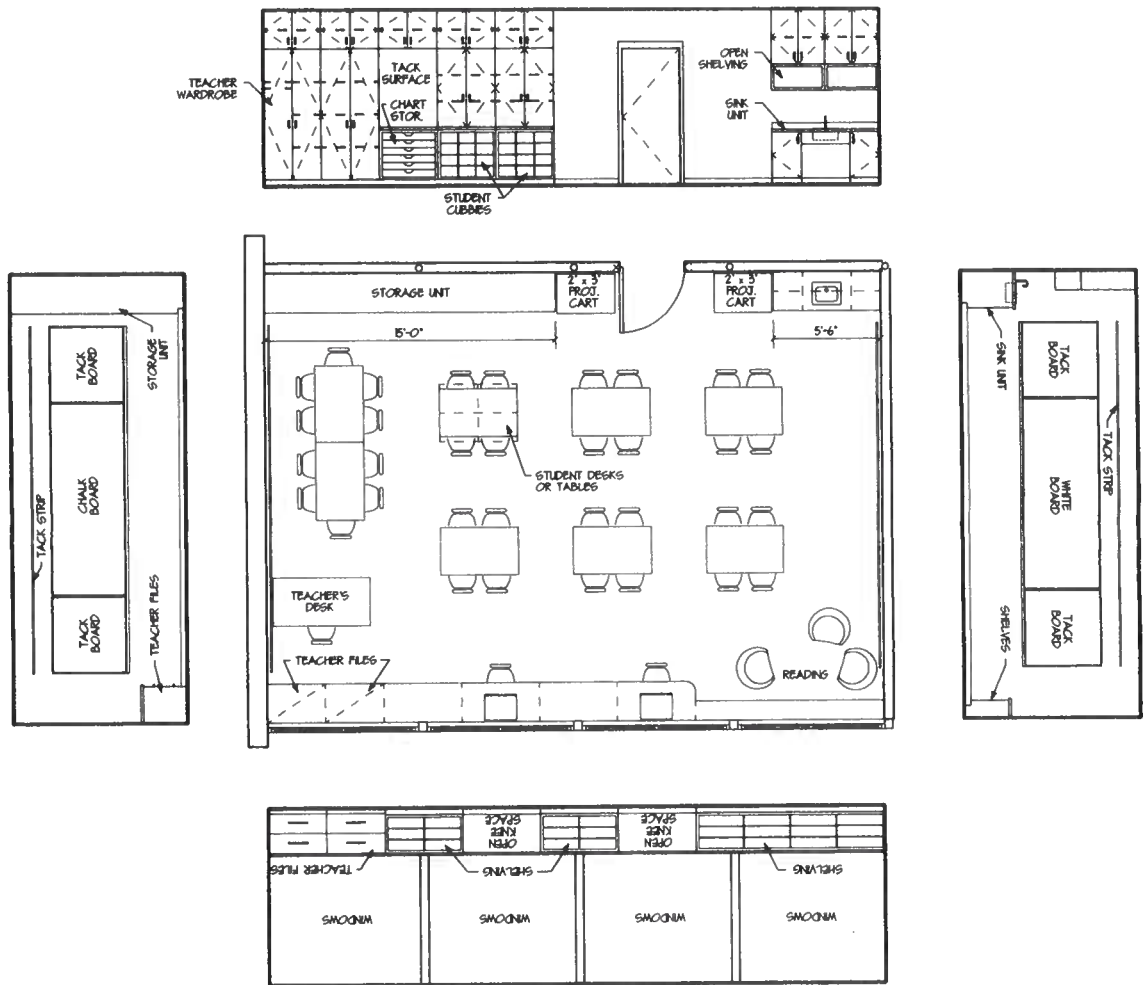 TEACHER
WARDROBE
TACK
SURFACE
CHART
STOR.
STUDENT
CUBBIES
OPEN
SHELVING
SINK
UNIT
STORAGE UNIT
2' x 3'
PROJ.
CART
2' x 3'
PROJ.
CART
15'-0"
5'-6"
STUDENT DESKS
OR TABLES
TEACHER'S
DESK
TEACHER FILES
READING
TACK
BOARD
CHALK
BOARD
TACK
BOARD
TACK STRIP
STORAGE
UNIT
TEACHER FILES
SINK UNIT
SHELVES
TACK
BOARD
WHITE
BOARD
TACK
BOARD
TACK STRIP
OPEN
KNEE
SPACE
OPEN
KNEE
SPACE
TEACHER FILES
SHELVING
SHELVING
WINDOWS
WINDOWS
WINDOWS
WINDOWS